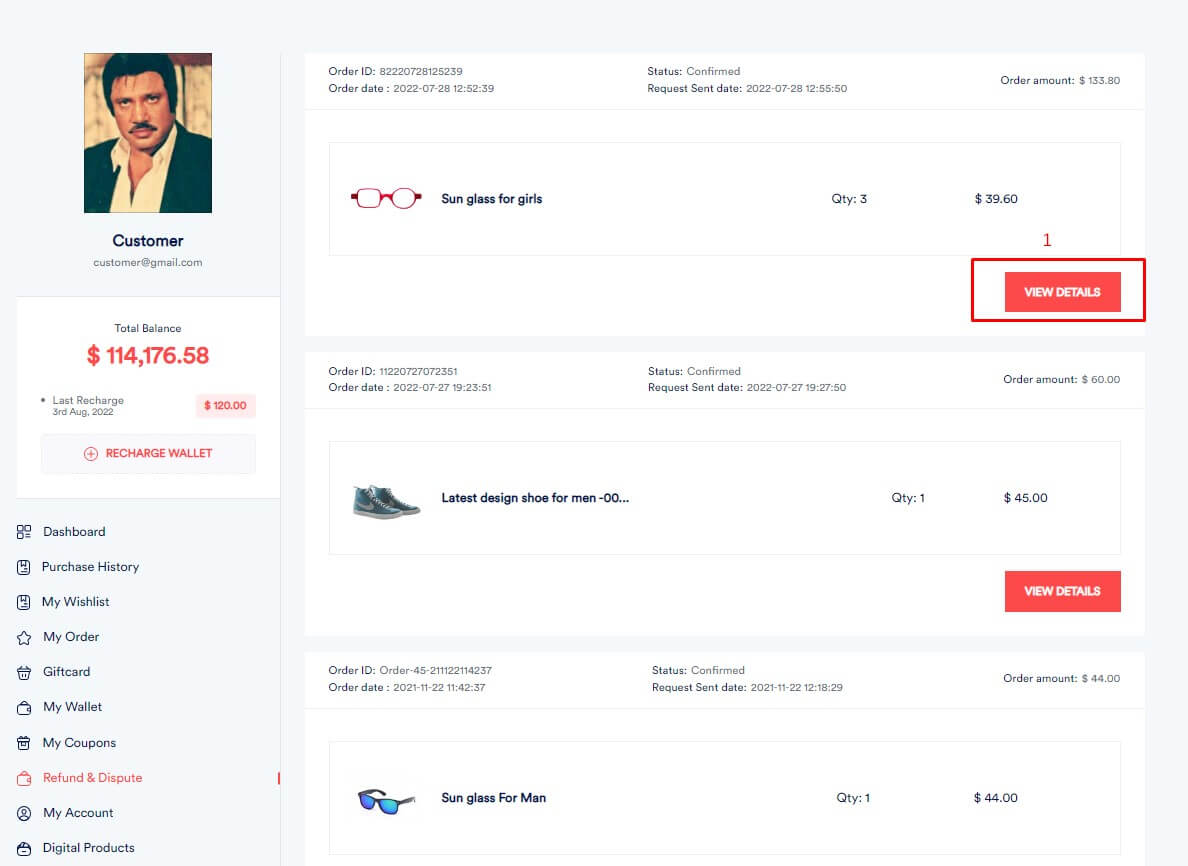 Customer
customer@gmail.com
Total Balance
$ 114,176.58
Last Recharge
3rd Aug, 2022
$ 120.00
RECHARGE WALLET
Dashboard
Purchase History
My Wishlist
My Order
Giftcard
My Wallet
My Coupons
Refund & Dispute
My Account
Digital Products
Order ID: 82220728125239
Order date : 2022-07-28 12:52:39
Status: Confirmed
Request Sent date: 2022-07-28 12:55:50
Order amount: $ 133.80
Sun glass for girls
Qty: 3
$ 39.60
1
VIEW DETAILS
Order ID: 11220727072351
Order date : 2022-07-27 19:23:51
Status: Confirmed
Request Sent date: 2022-07-27 19:27:50
Order amount: $ 60.00
Latest design shoe for men -00...
Qty: 1
$ 45.00
VIEW DETAILS
Order ID: Order-45-211122114237
Order date : 2021-11-22 11:42:37
Status: Confirmed
Request Sent date: 2021-11-22 12:18:29
Order amount: $ 44.00
Sun glass For Man
Qty: 1
$ 44.00